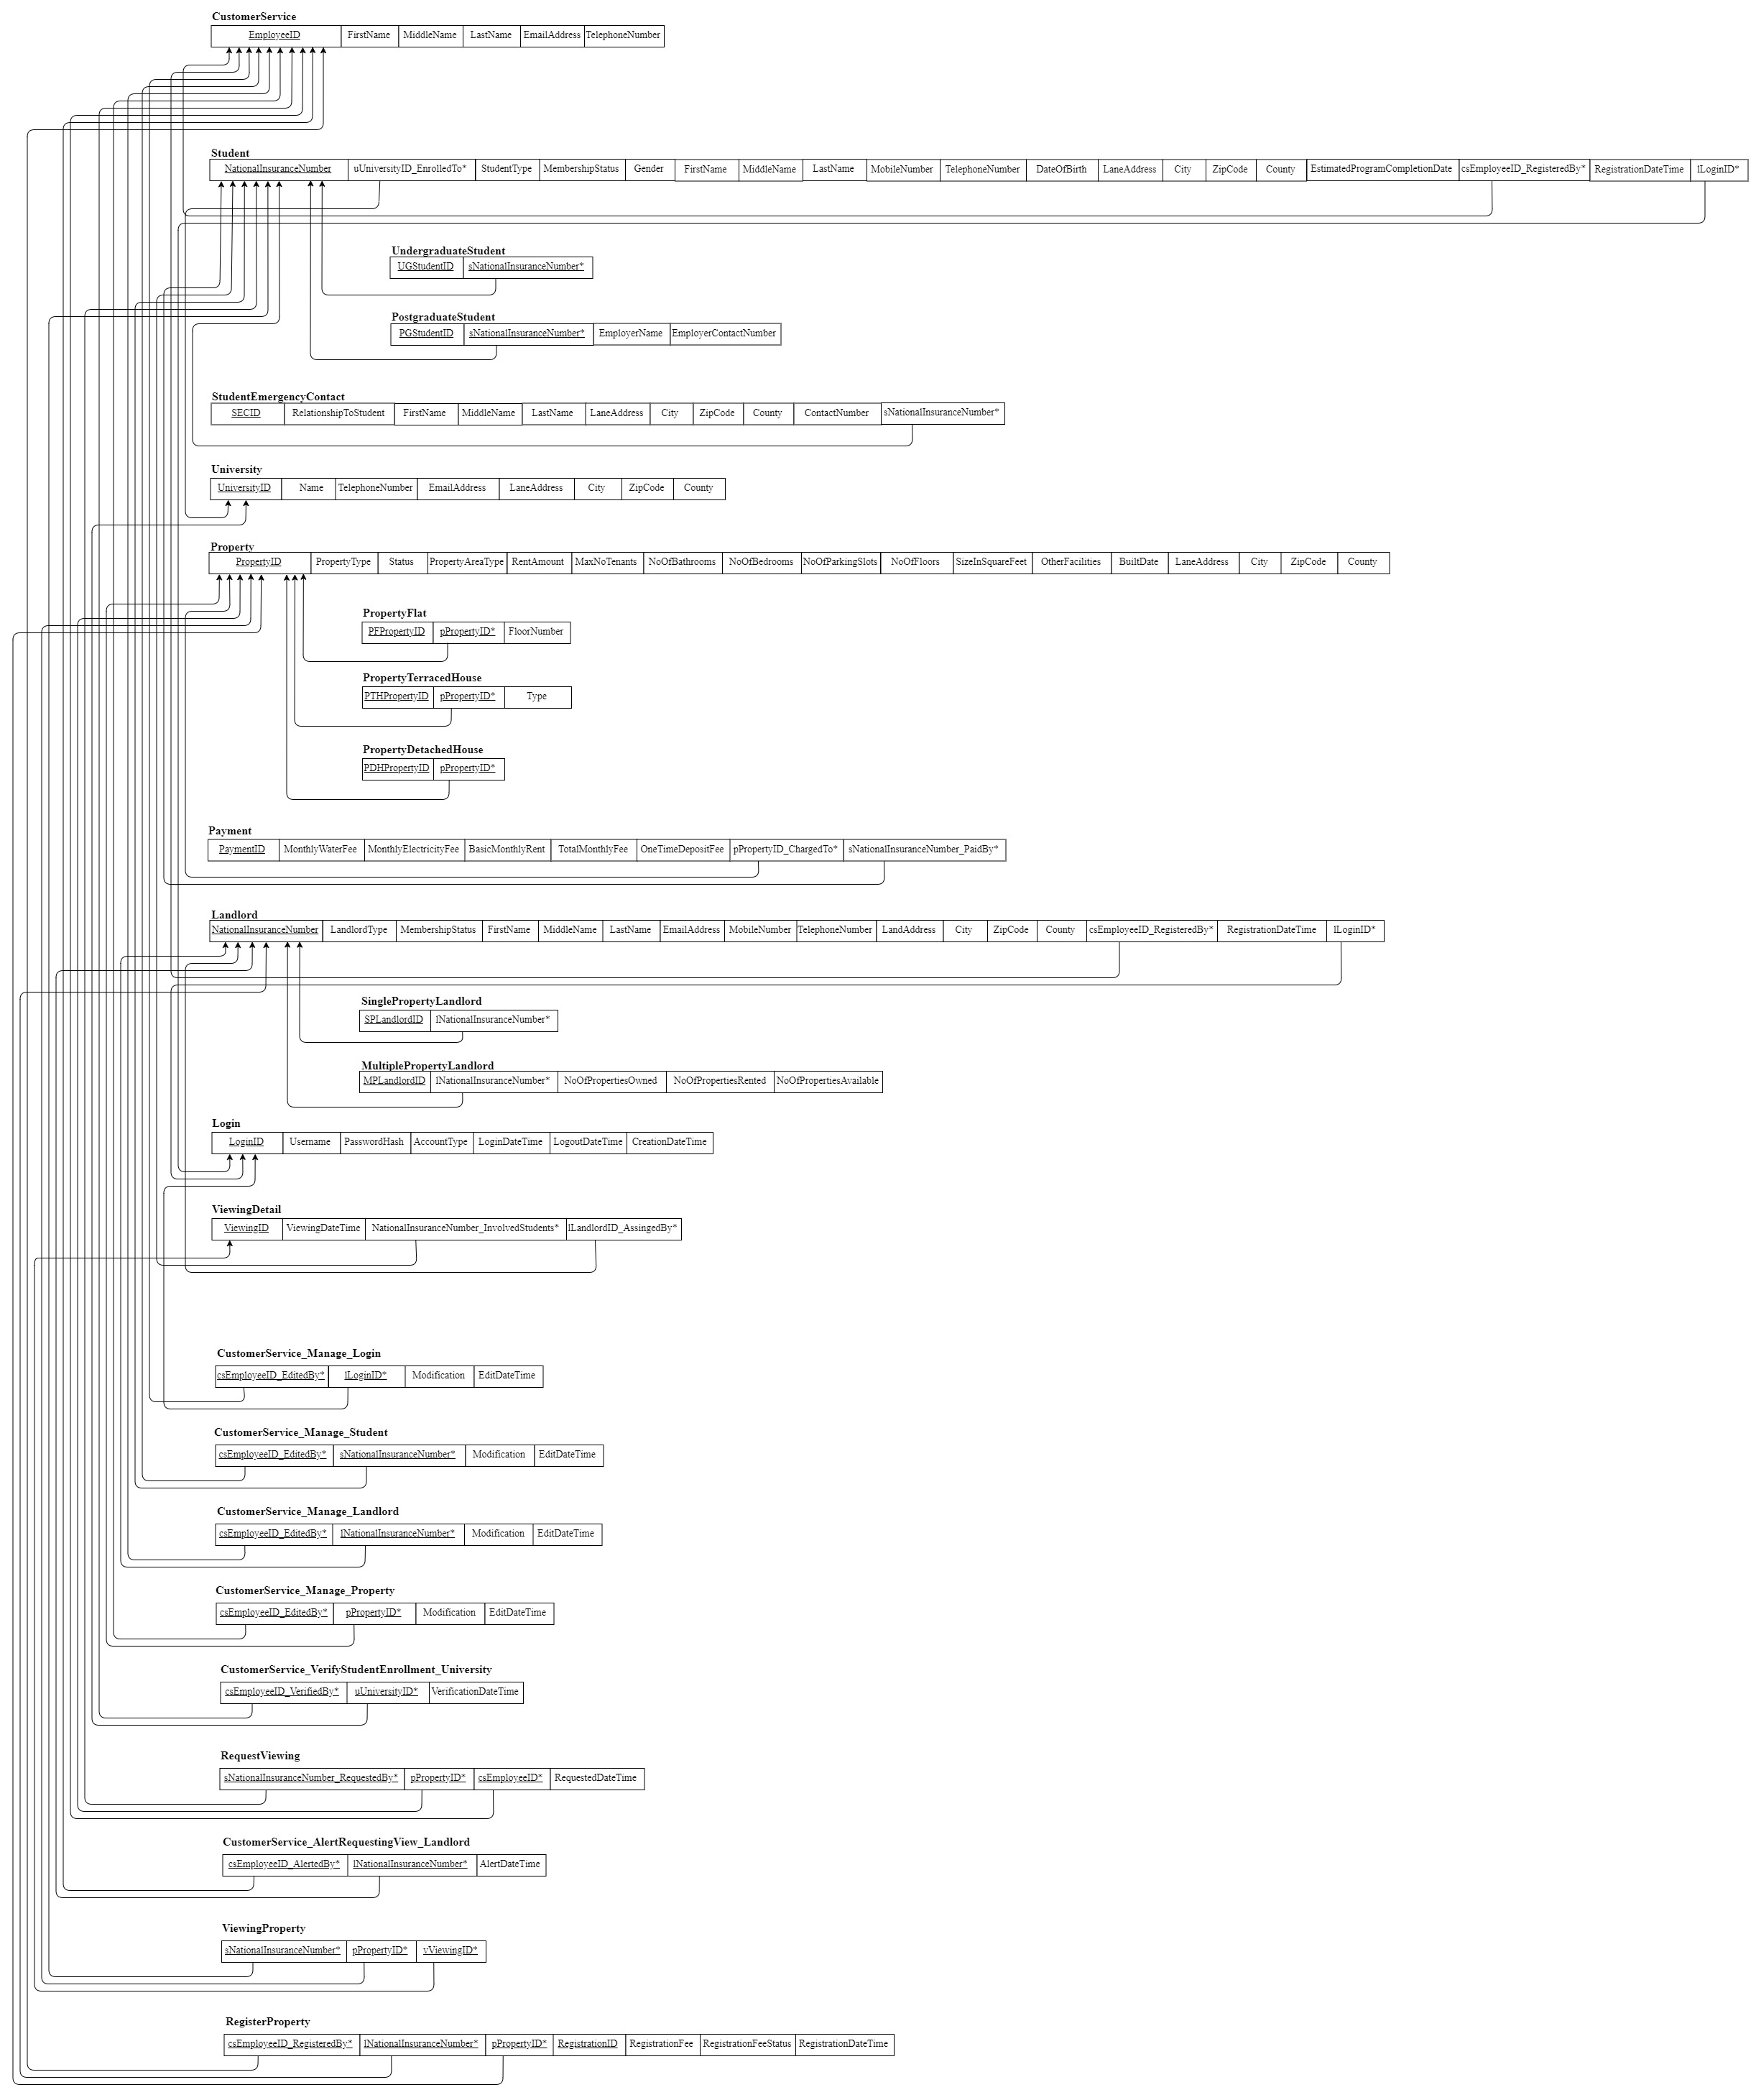 CustomerService
EmployeeID FirstName MiddleName LastName EmailAddress TelephoneNumber
Student
NationalInsuranceNumber uUniversityID_EnrolledTo* StudentType MembershipStatus Gender FirstName MiddleName LastName MobileNumber TelephoneNumber DateOfBirth LaneAddress City ZipCode County EstimatedProgramCompletionDate csEmployeeID_RegisteredBy* RegistrationDateTime lLoginID*
UndergraduateStudent
UGStudentID sNationalInsuranceNumber*
PostgraduateStudent
PGStudentID sNationalInsuranceNumber* EmployerName EmployerContactNumber
StudentEmergencyContact
SECID RelationshipToStudent FirstName MiddleName LastName LaneAddress City ZipCode County ContactNumber sNationalInsuranceNumber*
University
UniversityID Name TelephoneNumber EmailAddress LaneAddress City ZipCode County
Property
PropertyID PropertyType Status PropertyAreaType RentAmount MaxNoTenants NoOfBathrooms NoOfBedrooms NoOfParkingSlots NoOfFloors SizeInSquareFeet OtherFacilities BuiltDate LaneAddress City ZipCode County
PropertyFlat
PFPropertyID pPropertyID* FloorNumber
PropertyTerracedHouse
PTHPropertyID pPropertyID* Type
PropertyDetachedHouse
PDHPropertyID pPropertyID*
Payment
PaymentID MonthlyWaterFee MonthlyElectricityFee BasicMonthlyRent TotalMonthlyFee OneTimeDepositFee pPropertyID_ChargedTo* sNationalInsuranceNumber_PaidBy*
Landlord
NationalInsuranceNumber LandlordType MembershipStatus FirstName MiddleName LastName EmailAddress MobileNumber TelephoneNumber LandAddress City ZipCode County csEmployeeID_RegisteredBy* RegistrationDateTime lLoginID*
SinglePropertyLandlord
SPLandlordID lNationalInsuranceNumber*
MultiplePropertyLandlord
MPLandlordID lNationalInsuranceNumber* NoOfPropertiesOwned NoOfPropertiesRented NoOfPropertiesAvailable
Login
LoginID Username PasswordHash AccountType LoginDateTime LogoutDateTime CreationDateTime
ViewingDetail
ViewingID ViewingDateTime NationalInsuranceNumber_InvolvedStudents* lLandlordID_AssingedBy*
CustomerService_Manage_Login
csEmployeeID_EditedBy* lLoginID* Modification EditDateTime
CustomerService_Manage_Student
csEmployeeID_EditedBy* sNationalInsuranceNumber* Modification EditDateTime
CustomerService_Manage_Landlord
csEmployeeID_EditedBy* lNationalInsuranceNumber* Modification EditDateTime
CustomerService_Manage_Property
csEmployeeID_EditedBy* pPropertyID* Modification EditDateTime
CustomerService_VerifyStudentEnrollment_University
csEmployeeID_VerifiedBy* uUniversityID* VerificationDateTime
RequestViewing
sNationalInsuranceNumber_RequestedBy* pPropertyID* csEmployeeID* RequestedDateTime
CustomerService_AlertRequestingView_Landlord
csEmployeeID_AlertedBy* lNationalInsuranceNumber* AlertDateTime
ViewingProperty
sNationalInsuranceNumber* pPropertyID* vViewingID*
RegisterProperty
csEmployeeID_RegisteredBy* lNationalInsuranceNumber* pPropertyID* RegistrationID RegistrationFee RegistrationFeeStatus RegistrationDateTime